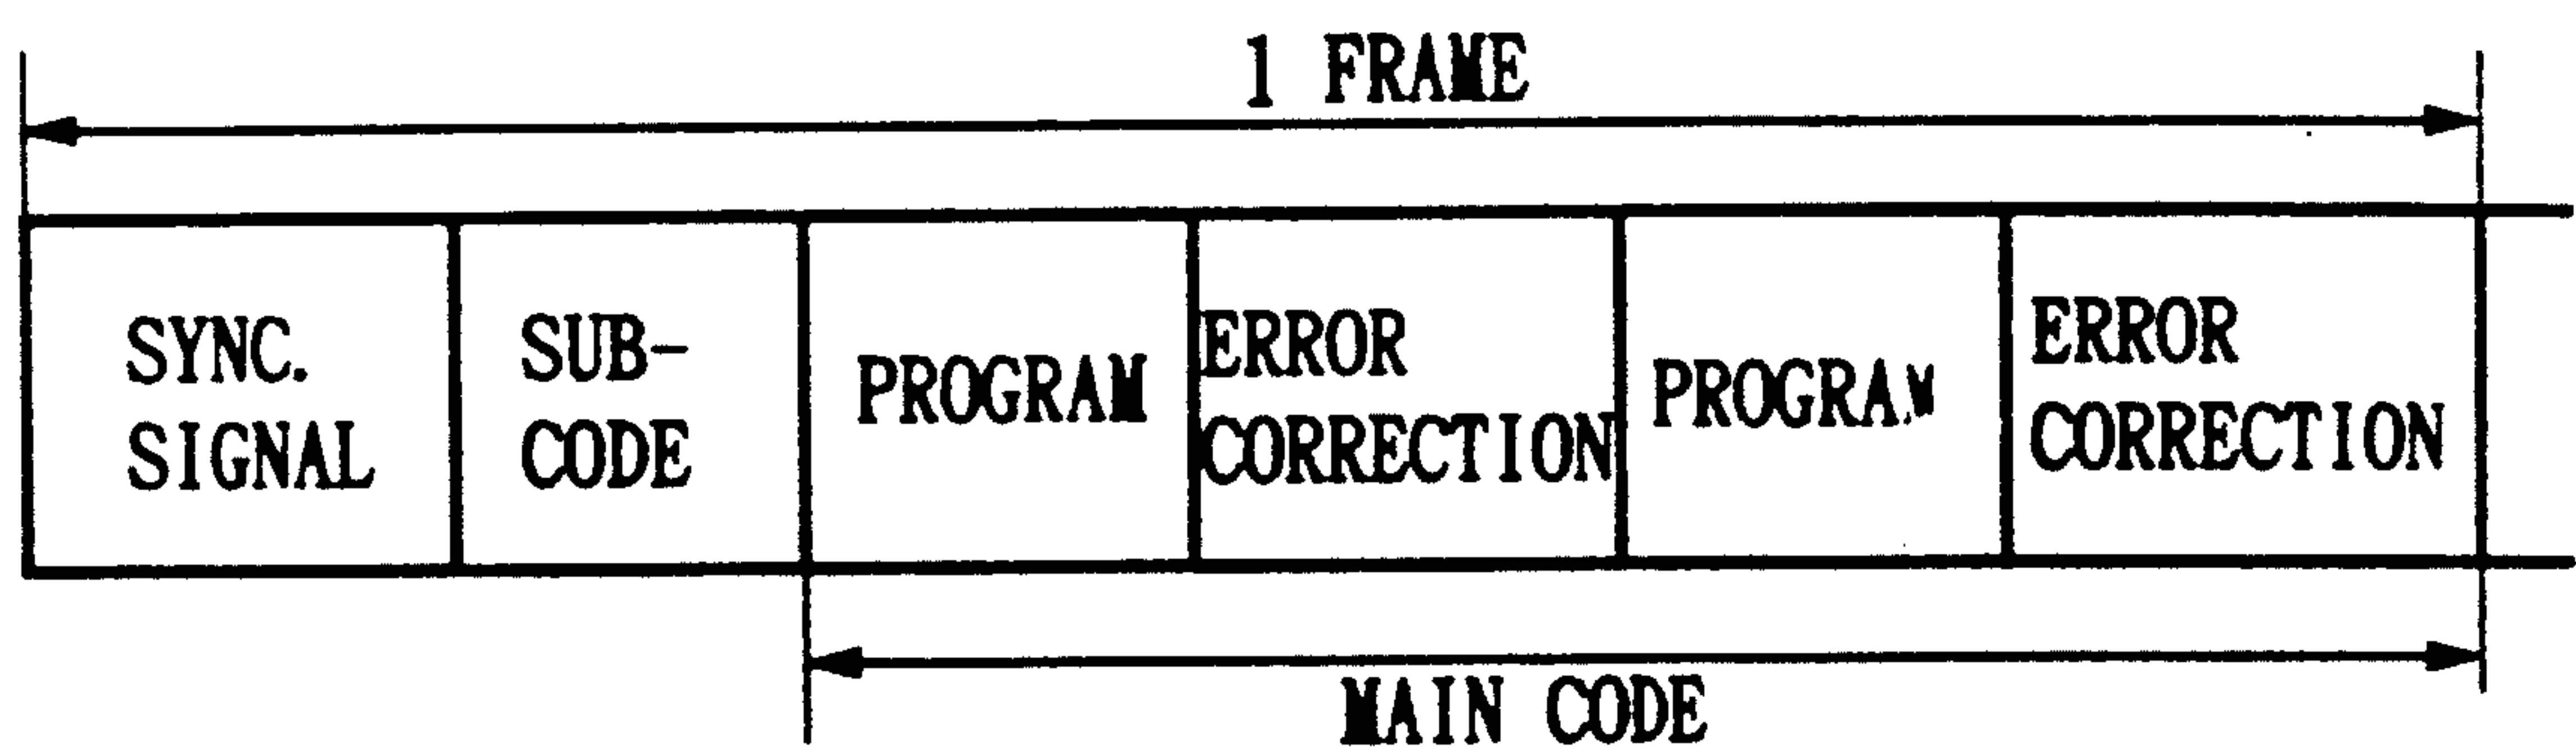 1 FRAME
SYNC.
SIGNAL
SUB-
CODE
PROGRAM
ERROR
CORRECTION
PROGRAM
ERROR
CORRECTION
MAIN CODE